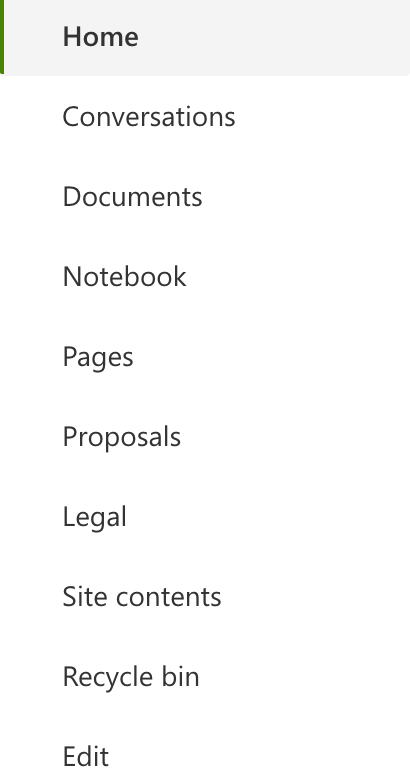 Home
Conversations
Documents
Notebook
Pages
Proposals
Legal
Site contents
Recycle bin
Edit